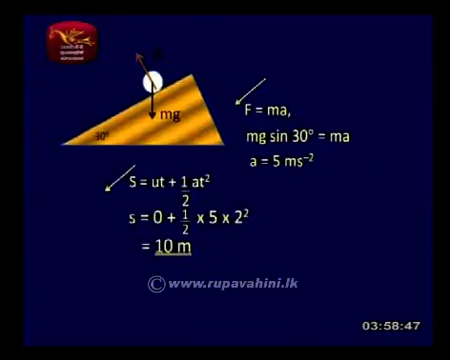 mg
30°
F = ma,
mg sin 30° = ma
a = 5 ms⁻²
S = ut + 1/2 at²
s = 0 + 1/2 x 5 x 2²
= 10 m
© www.rupavahini.lk
03:58:47